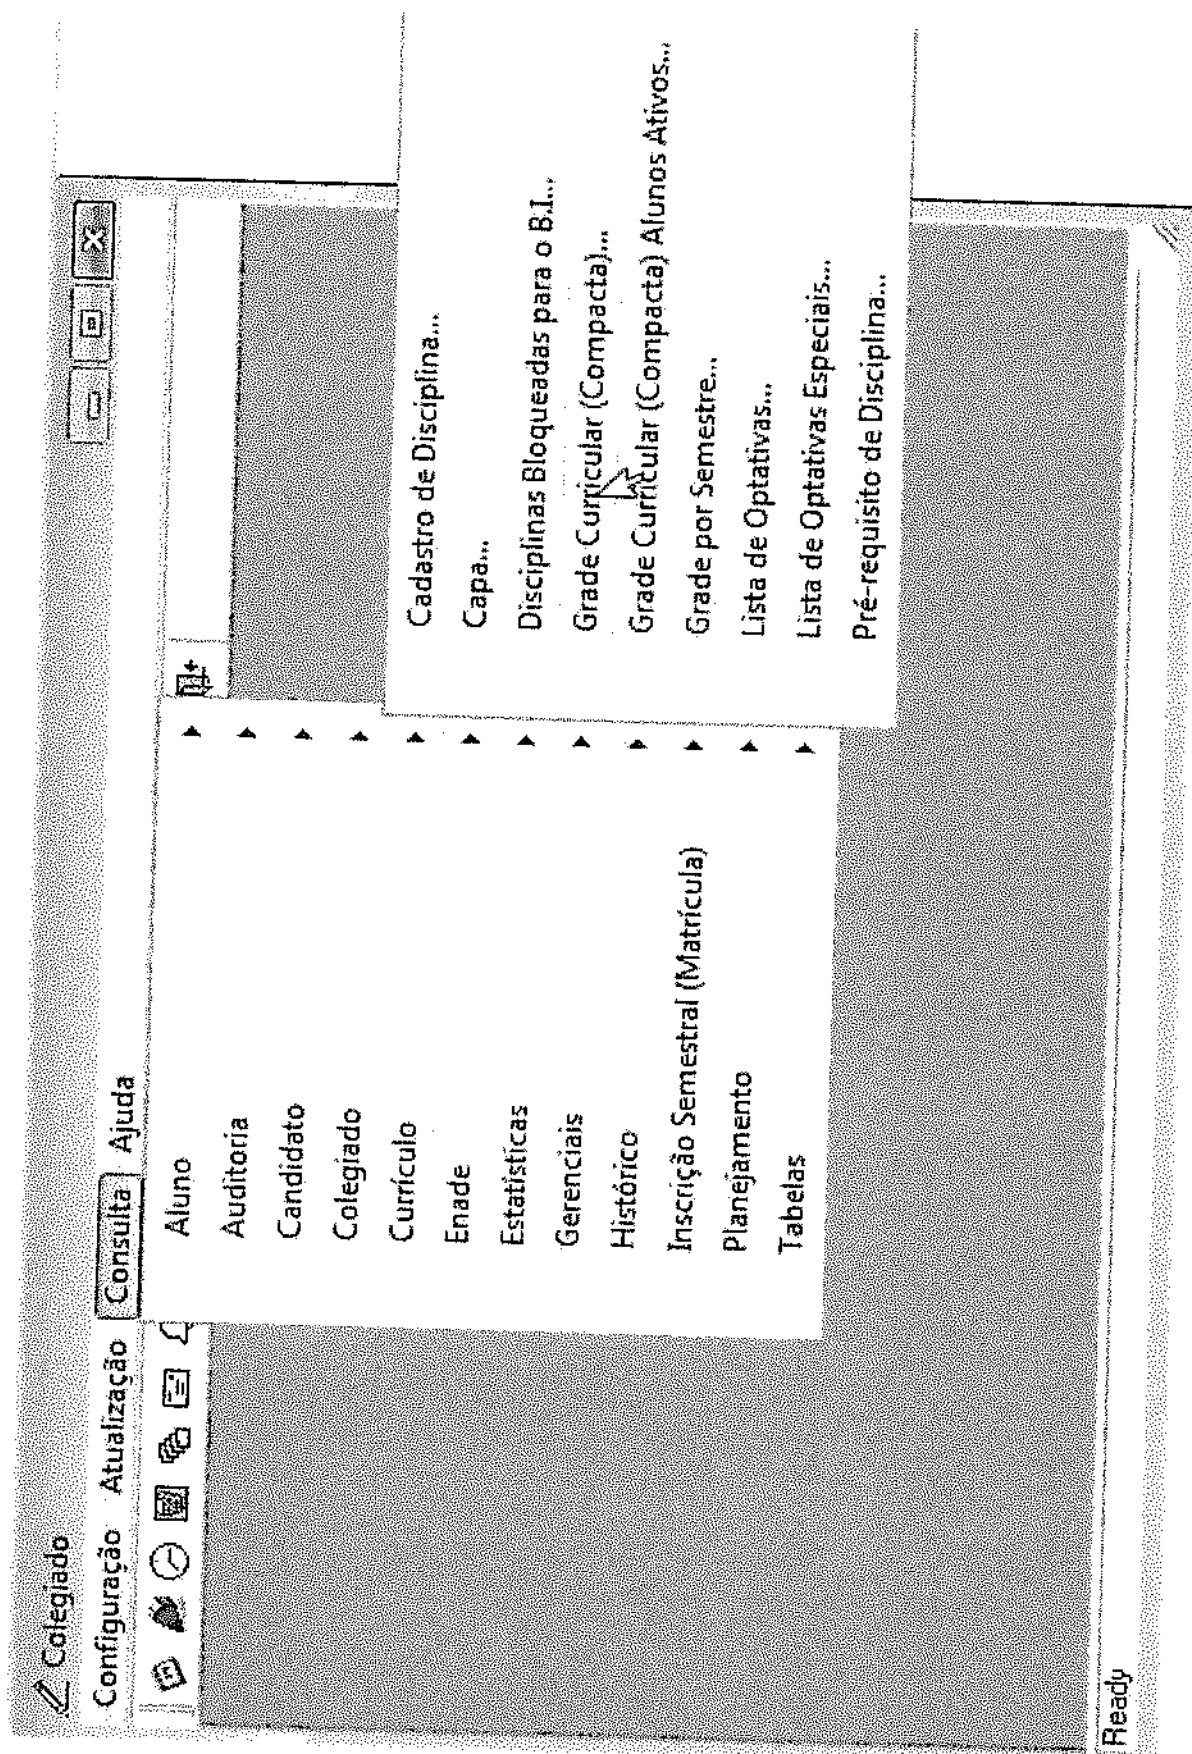 Colegiado
Configuração Atualização Consulta Ajuda
Aluno
Auditoria
Candidato
Colegiado
Currículo
Enade
Estatísticas
Gerenciais
Histórico
Inscrição Semestral (Matrícula)
Planejamento
Tabelas
Cadastro de Disciplina...
Capa...
Disciplinas Bloqueadas para o B.I...
Grade Curricular (Compacta)...
Grade Curricular (Compacta) Alunos Ativos...
Grade por Semestre...
Lista de Optativas...
Lista de Optativas Especiais...
Pré-requisito de Disciplina...
Ready